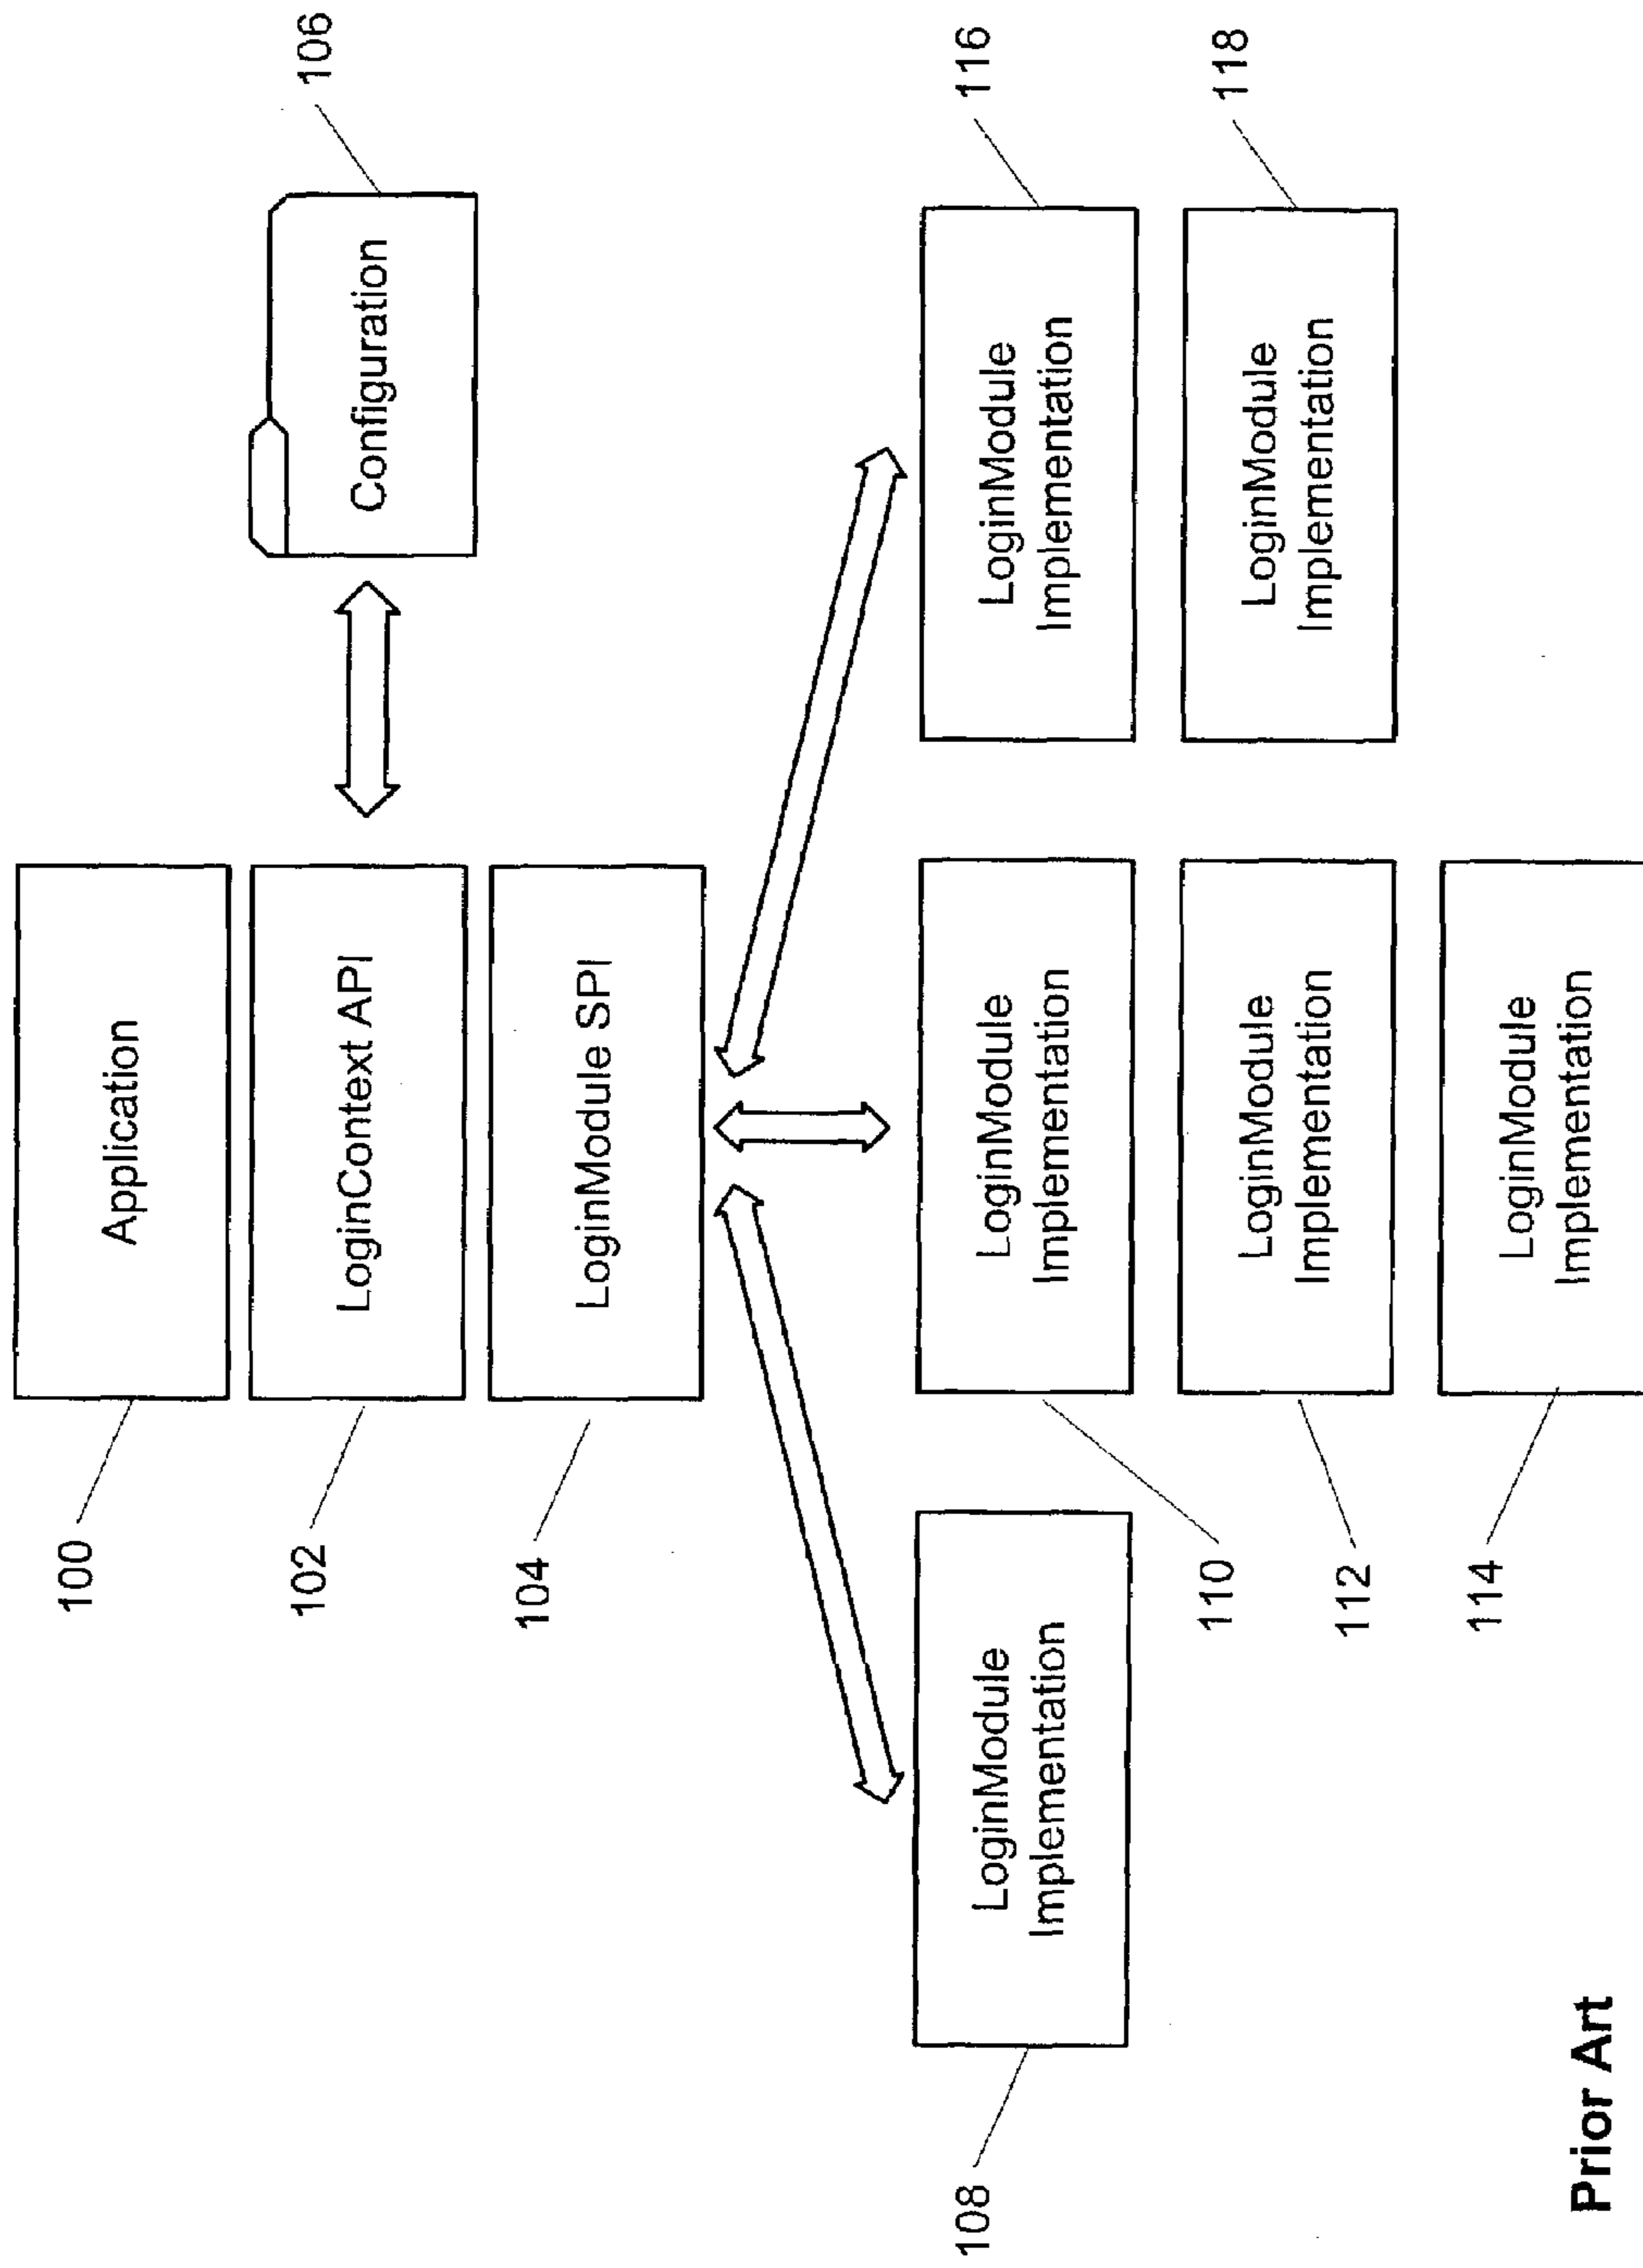 100
Application
102
LoginContext API
106
Configuration
104
LoginModule SPI
108
LoginModule
Implementation
110
LoginModule
Implementation
116
LoginModule
Implementation
112
LoginModule
Implementation
118
LoginModule
Implementation
114
LoginModule
Implementation
Prior Art